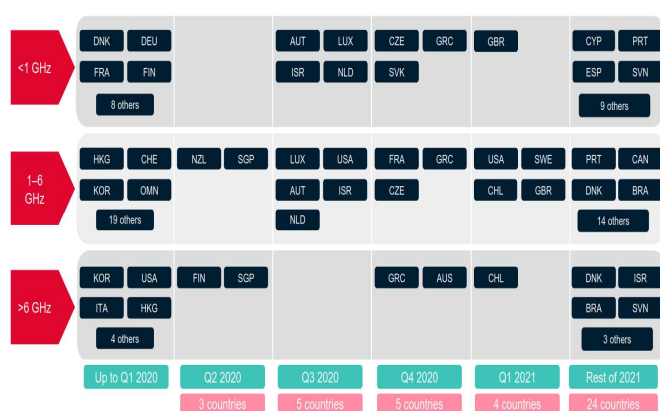 <1 GHz
DNK DEU AUT LUX CZE GRC GBR CYP PRT
FRA FIN ISR NLD SVK ESP SVN
8 others 9 others
1–6
GHz
HKG CHE NZL SGP LUX USA FRA GRC USA SWE PRT CAN
KOR OMN AUT ISR CZE CHL GBR DNK BRA
19 others NLD 14 others
>6 GHz
KOR USA FIN SGP GRC AUS CHL DNK ISR
ITA HKG BRA SVN
4 others 3 others
Up to Q1 2020 Q2 2020 Q3 2020 Q4 2020 Q1 2021 Rest of 2021
3 countries 5 countries 5 countries 4 countries 24 countries